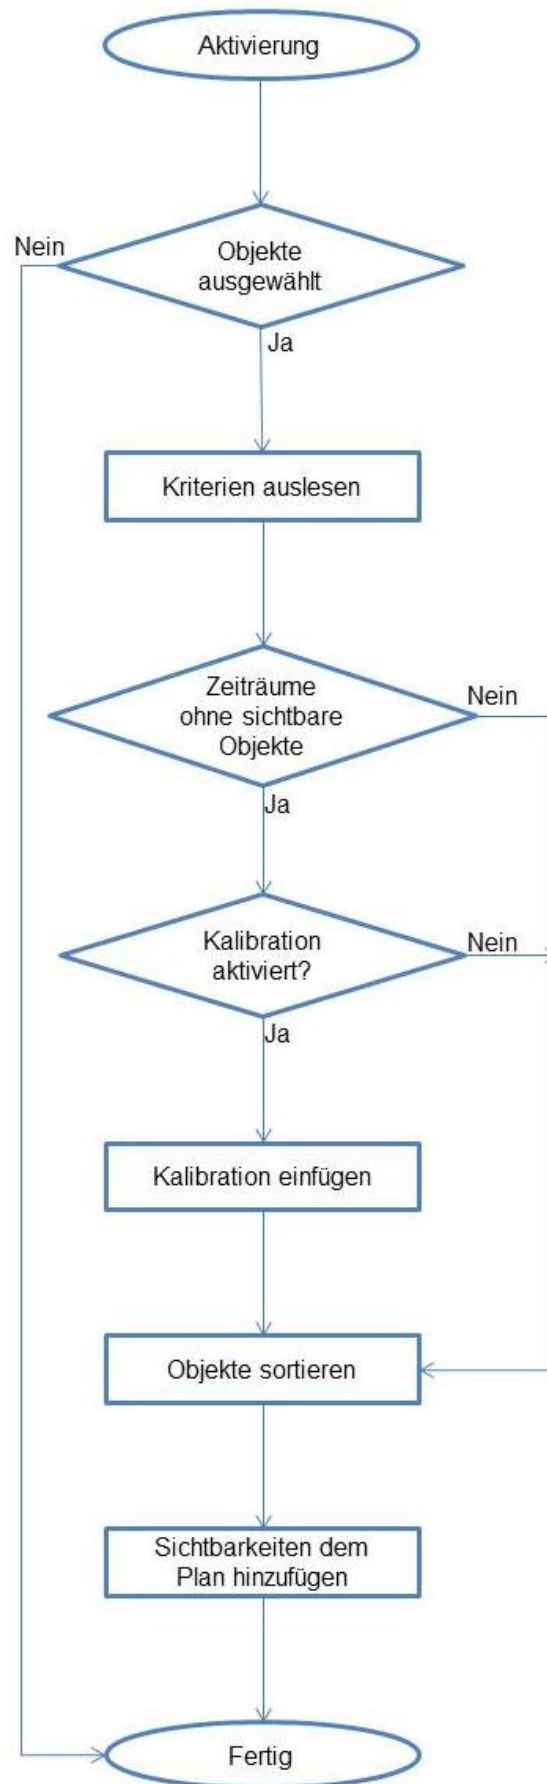 Aktivierung
Nein
Objekte
ausgewählt
Ja
Kriterien auslesen
Zeiträume
ohne sichtbare
Objekte
Nein
Ja
Kalibration
aktiviert?
Nein
Ja
Kalibration einfügen
Objekte sortieren
Sichtbarkeiten dem
Plan hinzufügen
Fertig